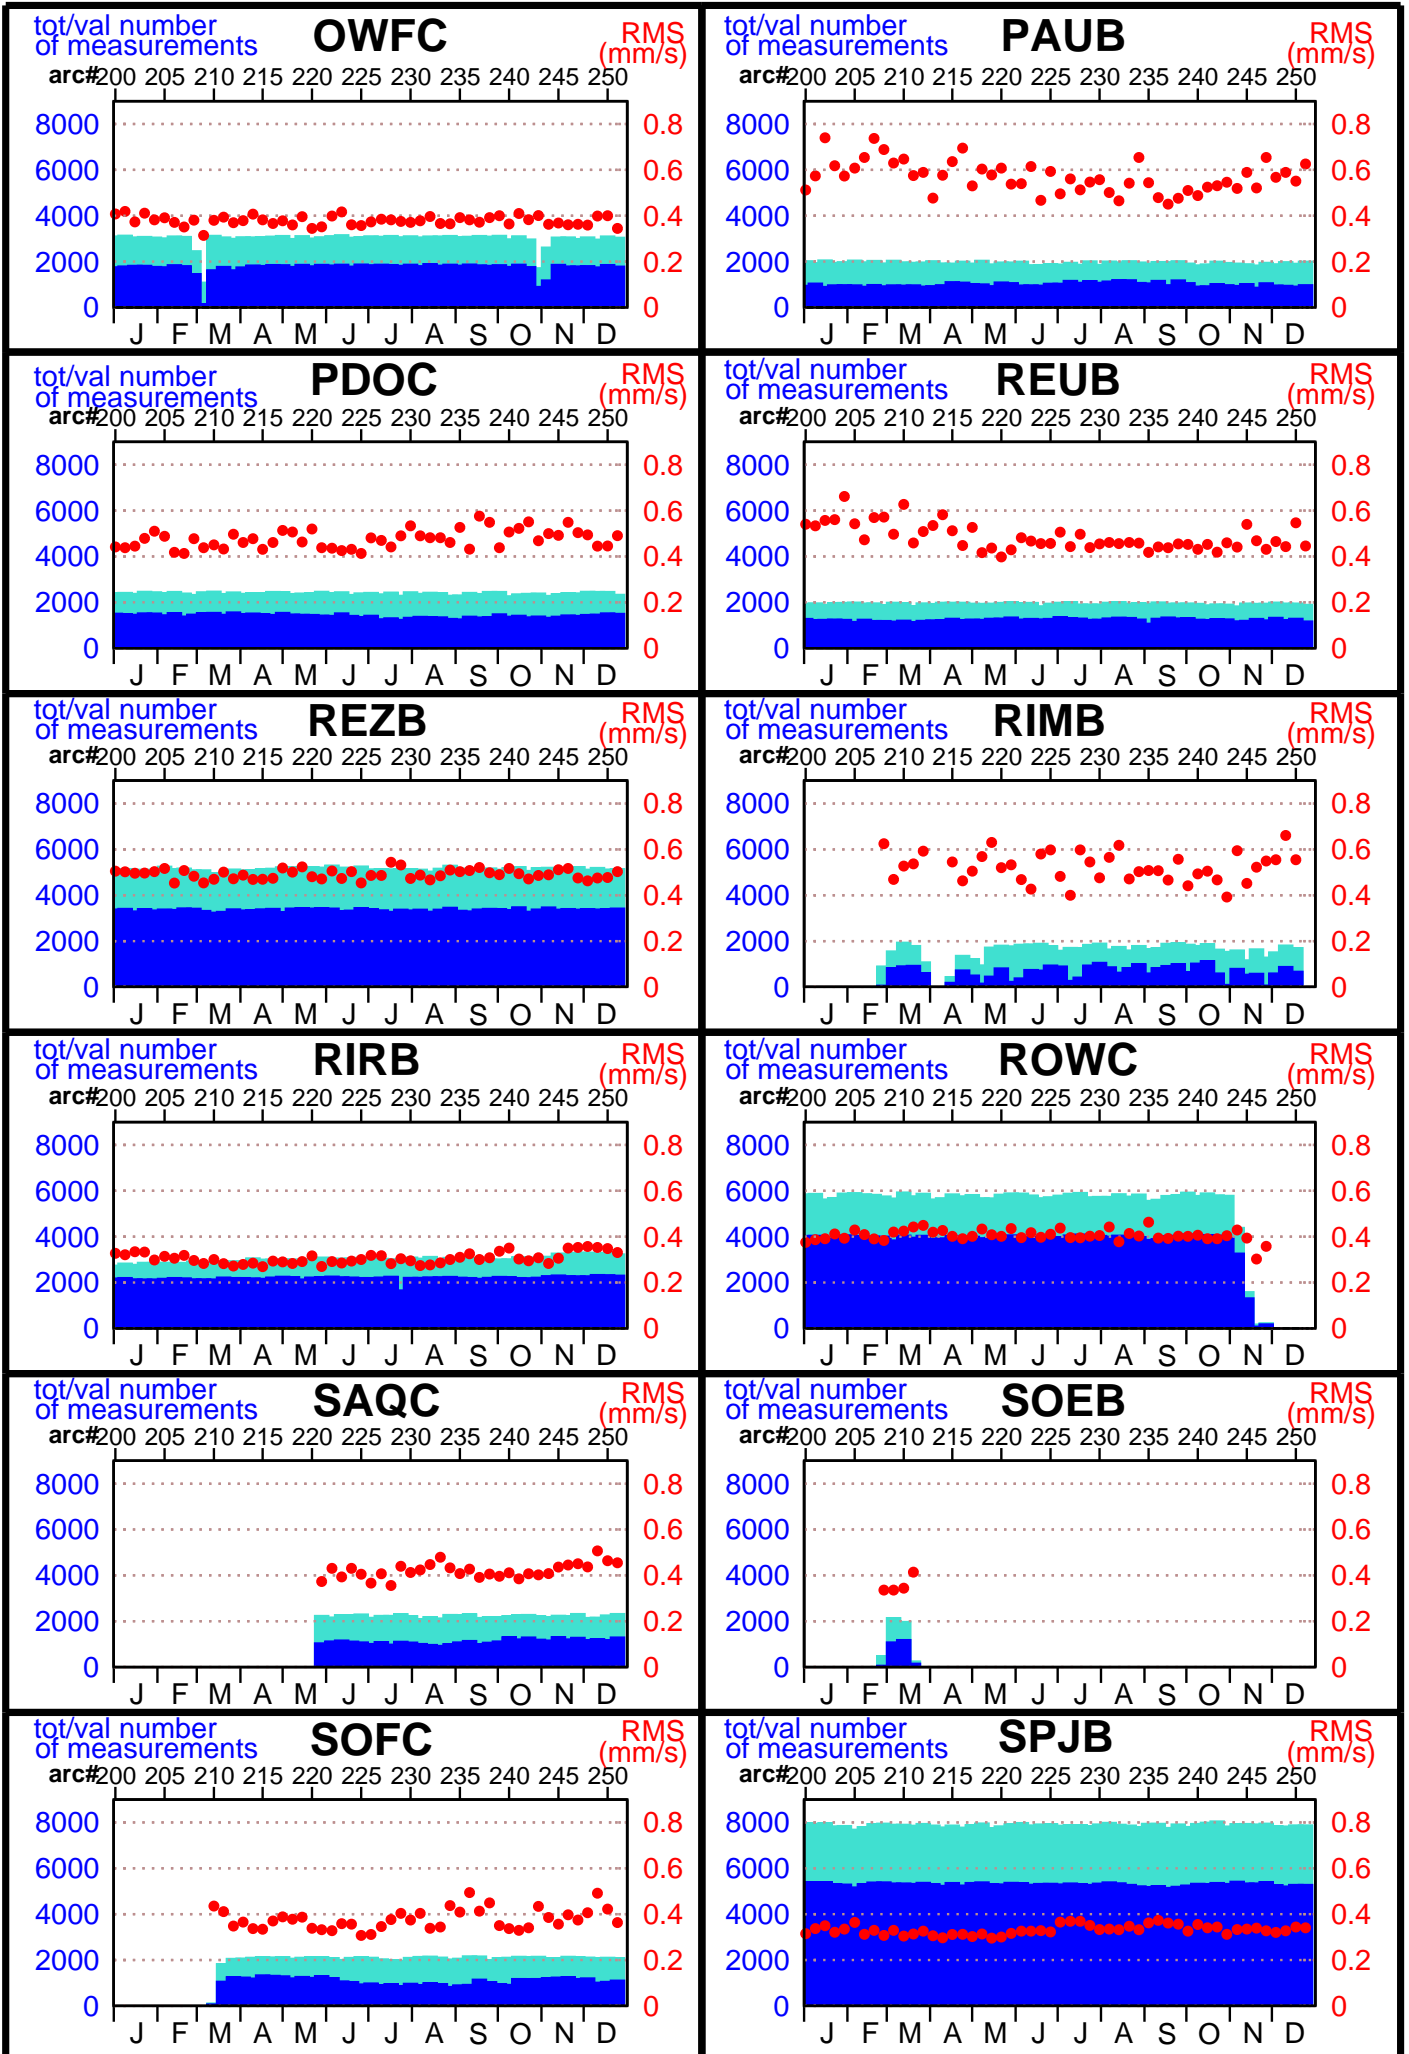 tot/val number OWFC RMS
of measurements (mm/s)
arc# 200 205 210 215 220 225 230 235 240 245 250
8000 0.8
6000 0.6
4000 0.4
2000 0.2
0 0
J F M A M J J A S O N D
tot/val number PAUB RMS
of measurements (mm/s)
arc# 200 205 210 215 220 225 230 235 240 245 250
8000 0.8
6000 0.6
4000 0.4
2000 0.2
0 0
J F M A M J J A S O N D
tot/val number PDOC RMS
of measurements (mm/s)
arc# 200 205 210 215 220 225 230 235 240 245 250
8000 0.8
6000 0.6
4000 0.4
2000 0.2
0 0
J F M A M J J A S O N D
tot/val number REUB RMS
of measurements (mm/s)
arc# 200 205 210 215 220 225 230 235 240 245 250
8000 0.8
6000 0.6
4000 0.4
2000 0.2
0 0
J F M A M J J A S O N D
tot/val number REZB RMS
of measurements (mm/s)
arc# 200 205 210 215 220 225 230 235 240 245 250
8000 0.8
6000 0.6
4000 0.4
2000 0.2
0 0
J F M A M J J A S O N D
tot/val number RIMB RMS
of measurements (mm/s)
arc# 200 205 210 215 220 225 230 235 240 245 250
8000 0.8
6000 0.6
4000 0.4
2000 0.2
0 0
J F M A M J J A S O N D
tot/val number RIRB RMS
of measurements (mm/s)
arc# 200 205 210 215 220 225 230 235 240 245 250
8000 0.8
6000 0.6
4000 0.4
2000 0.2
0 0
J F M A M J J A S O N D
tot/val number ROWC RMS
of measurements (mm/s)
arc# 200 205 210 215 220 225 230 235 240 245 250
8000 0.8
6000 0.6
4000 0.4
2000 0.2
0 0
J F M A M J J A S O N D
tot/val number SAQC RMS
of measurements (mm/s)
arc# 200 205 210 215 220 225 230 235 240 245 250
8000 0.8
6000 0.6
4000 0.4
2000 0.2
0 0
J F M A M J J A S O N D
tot/val number SOEB RMS
of measurements (mm/s)
arc# 200 205 210 215 220 225 230 235 240 245 250
8000 0.8
6000 0.6
4000 0.4
2000 0.2
0 0
J F M A M J J A S O N D
tot/val number SOFC RMS
of measurements (mm/s)
arc# 200 205 210 215 220 225 230 235 240 245 250
8000 0.8
6000 0.6
4000 0.4
2000 0.2
0 0
J F M A M J J A S O N D
tot/val number SPJB RMS
of measurements (mm/s)
arc# 200 205 210 215 220 225 230 235 240 245 250
8000 0.8
6000 0.6
4000 0.4
2000 0.2
0 0
J F M A M J J A S O N D